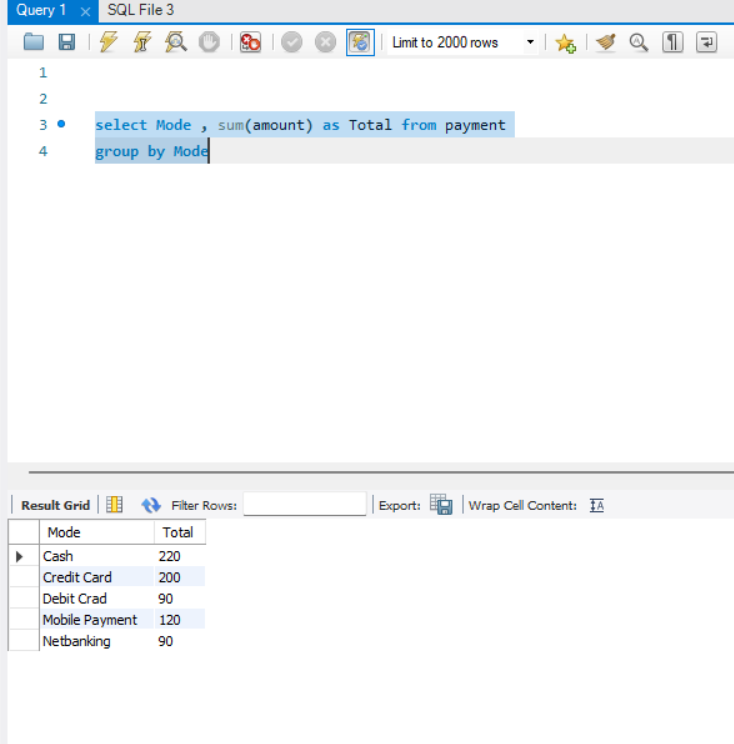 Query 1 SQL File 3
Limit to 2000 rows
1
2
3 select Mode , sum(amount) as Total from payment
4 group by Mode
Result Grid Filter Rows: Export: Wrap Cell Content: IA
Mode Total
Cash 220
Credit Card 200
Debit Crad 90
Mobile Payment 120
Netbanking 90